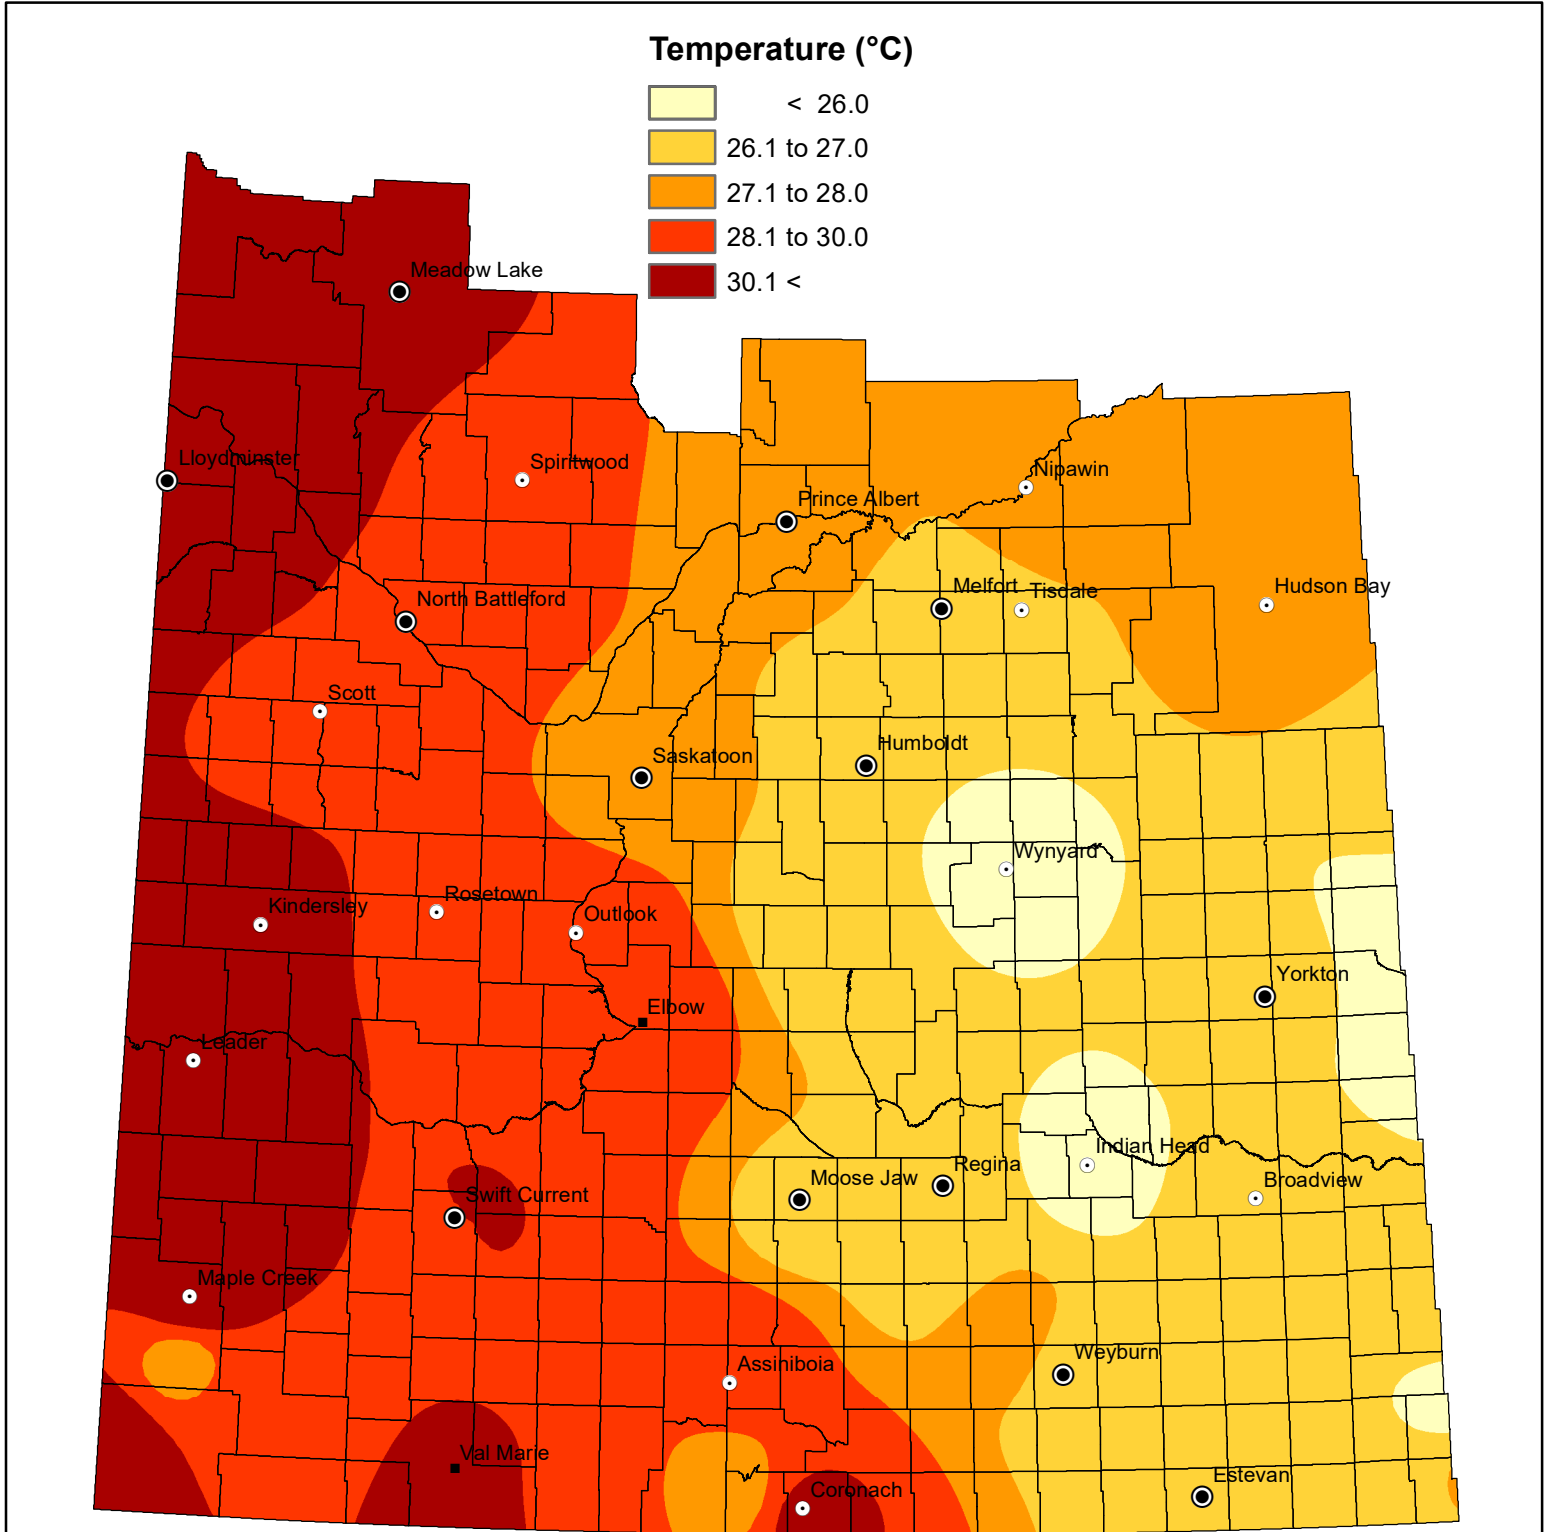 Temperature (°C)
< 26.0
26.1 to 27.0
27.1 to 28.0
28.1 to 30.0
30.1 <
Meadow Lake
Lloydminster
Spiritwood
Nipawin
Prince Albert
North Battleford
Melfort
Tisdale
Hudson Bay
Scott
Saskatoon
Humboldt
Wynyard
Kindersley
Rosetown
Outlook
Yorkton
Elbow
Leader
Indian Head
Moose Jaw
Regina
Broadview
Swift Current
Maple Creek
Assiniboia
Weyburn
Val Marie
Coronach
Estevan